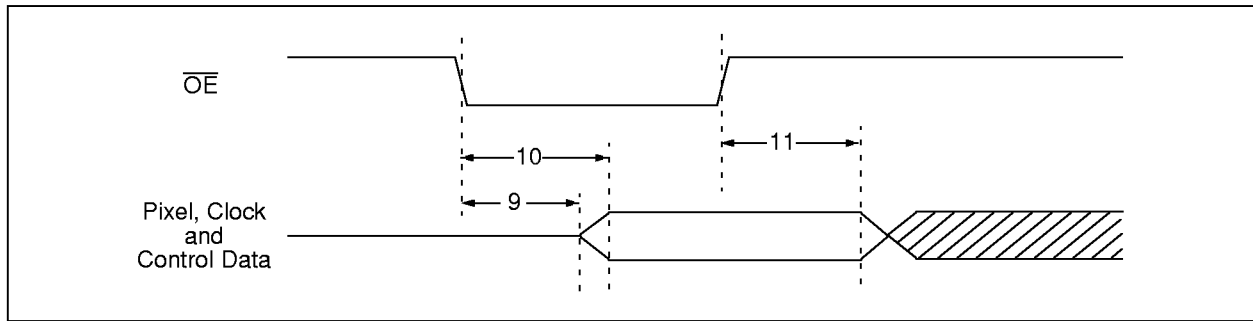 OE
10
11
9
Pixel, Clock
and
Control Data